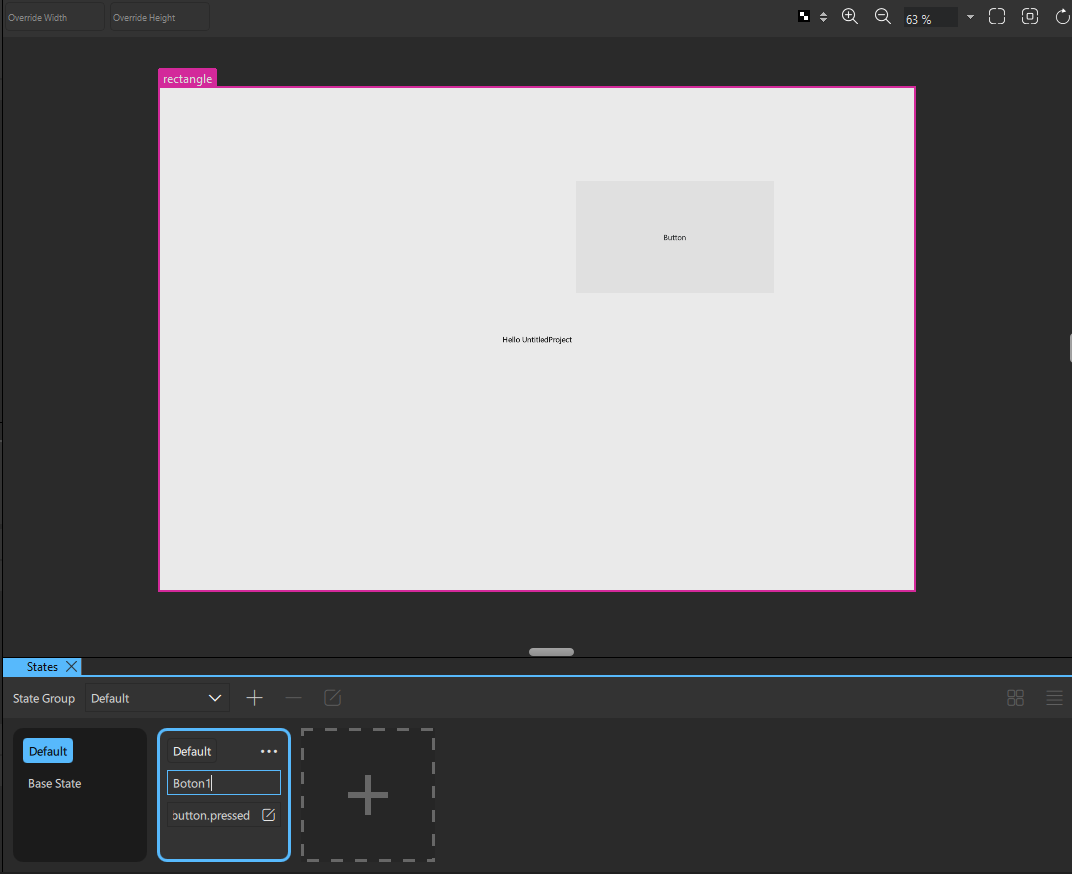 Override Width
Override Height
63 %
rectangle
Button
Hello UntitledProject
States
State Group
Default
Default
Base State
Default
Boton1
button.pressed